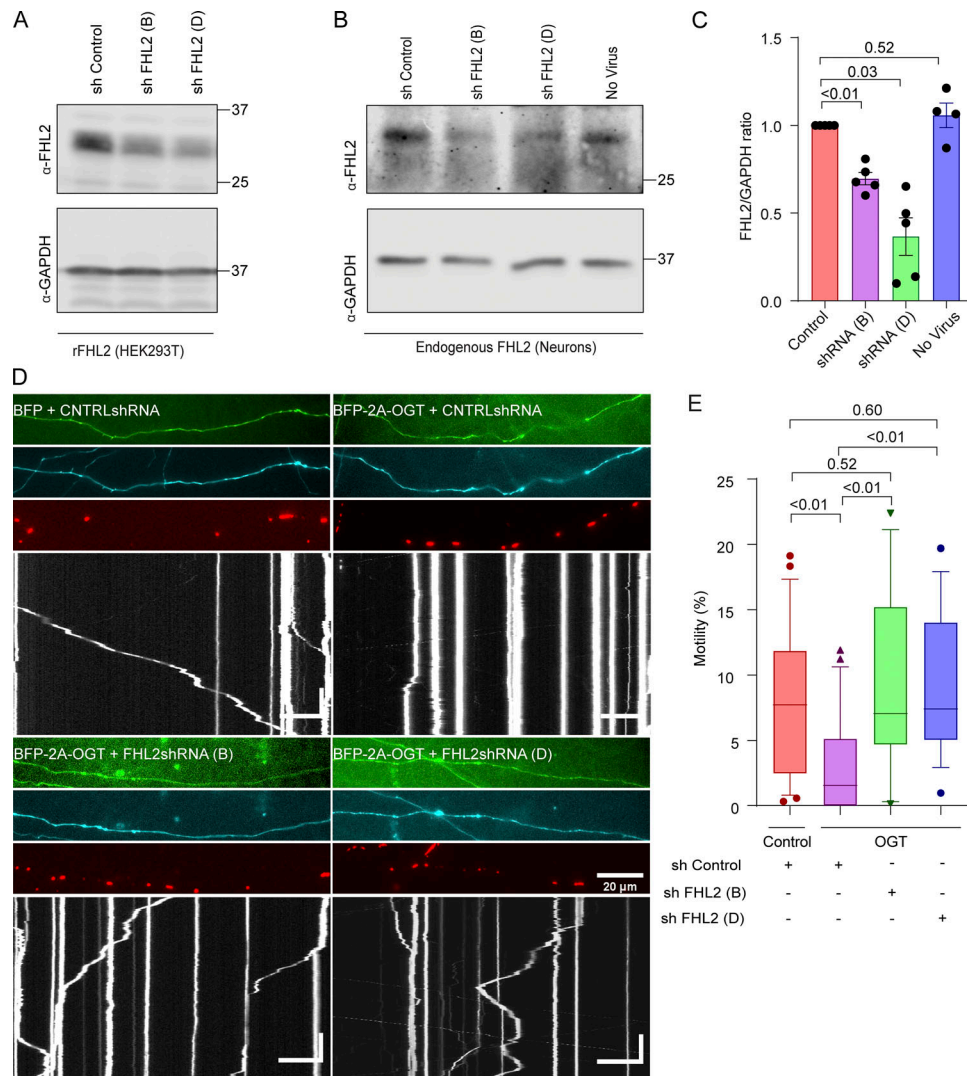 A
sh Control
sh FHL2 (B)
sh FHL2 (D)
α-FHL2
37
25
α-GAPDH
37
rFHL2 (HEK293T)
B
sh Control
sh FHL2 (B)
sh FHL2 (D)
No Virus
α-FHL2
25
α-GAPDH
37
Endogenous FHL2 (Neurons)
C
FHL2/GAPDH ratio
1.5
1.0
0.5
0.0
0.52
0.03
<0.01
Control
shRNA (B)
shRNA (D)
No Virus
D
BFP + CNTRLshRNA
BFP-2A-OGT + CNTRLshRNA
BFP-2A-OGT + FHL2shRNA (B)
BFP-2A-OGT + FHL2shRNA (D)
20 µm
E
0.60
<0.01
0.52
<0.01 <0.01
Motility (%)
25
20
15
10
5
0
Control OGT
sh Control + + - -
sh FHL2 (B) - - + -
sh FHL2 (D) - - - +